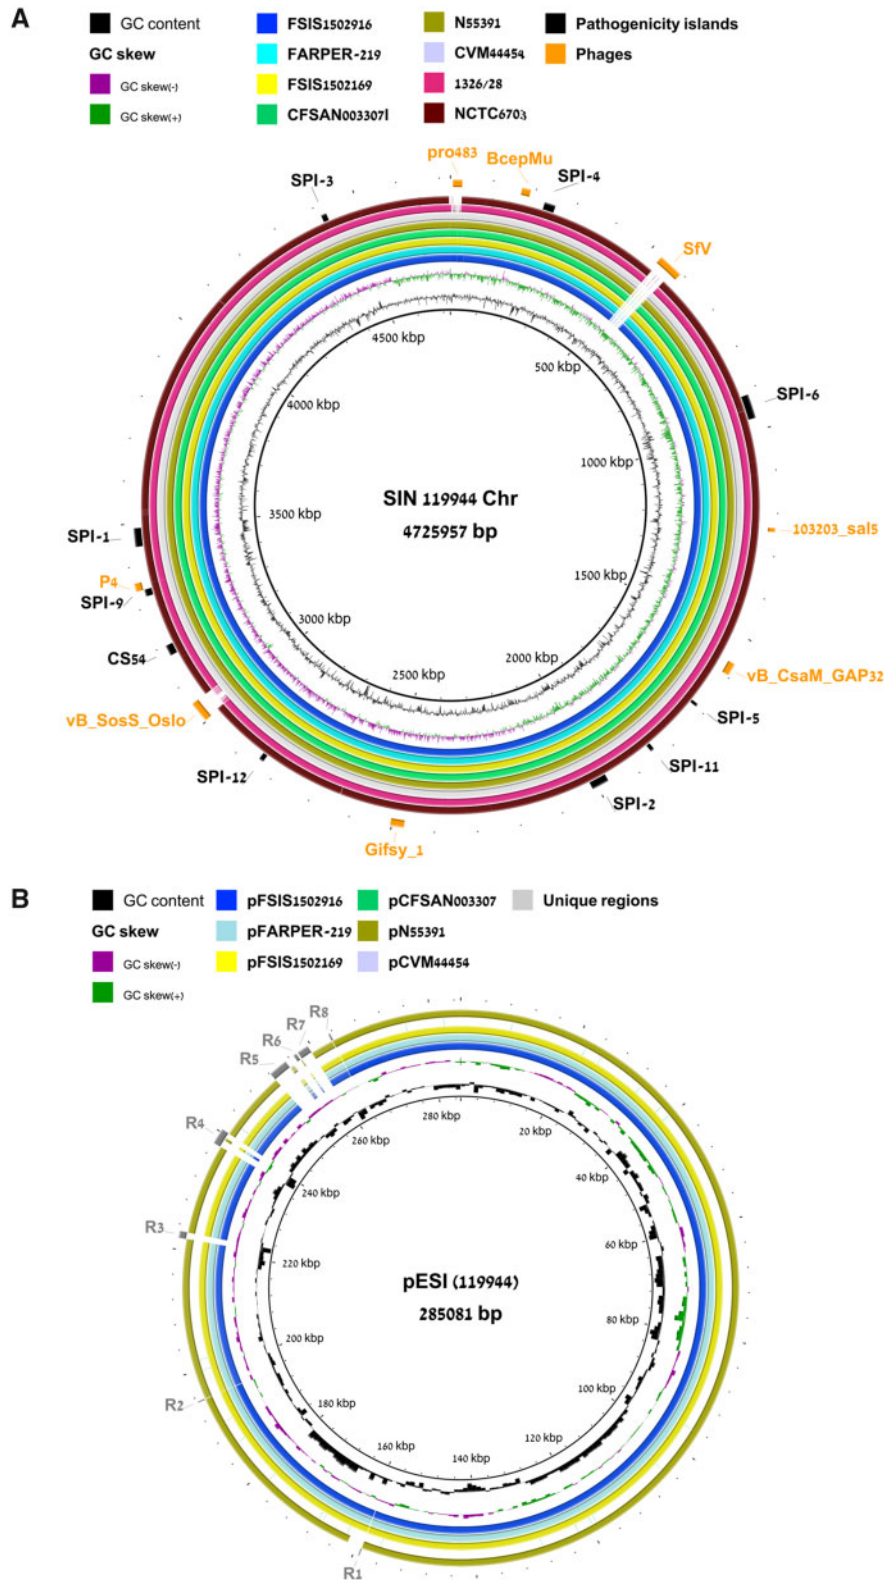 A
GC content
GC skew
GC skew(-)
GC skew(+)
FSIS1502916
FARPER-219
FSIS1502169
CFSAN003307I
N55391
CVM44454
1326/28
NCTC6703
Pathogenicity islands
Phages
pro483
BcepMu
SPI-4
SPI-3
SfV
SPI-6
103203_sal5
vB_CsaM_GAP32
SPI-5
SPI-11
SPI-2
Gifsy_1
SPI-12
vB_SosS_Oslo
CS54
SPI-9
P4
SPI-1
4500 kbp
500 kbp
4000 kbp
1000 kbp
3500 kbp
1500 kbp
3000 kbp
2000 kbp
2500 kbp
SIN 119944 Chr
4725957 bp
B
GC content
GC skew
GC skew(-)
GC skew(+)
pFSIS1502916
pFARPER-219
pFSIS1502169
pCFSAN003307
pN55391
pCVM44454
Unique regions
R8
R7
R6
R5
R4
R3
R2
R1
280 kbp
20 kbp
260 kbp
40 kbp
240 kbp
60 kbp
220 kbp
80 kbp
200 kbp
100 kbp
180 kbp
120 kbp
160 kbp
140 kbp
pESI (119944)
285081 bp